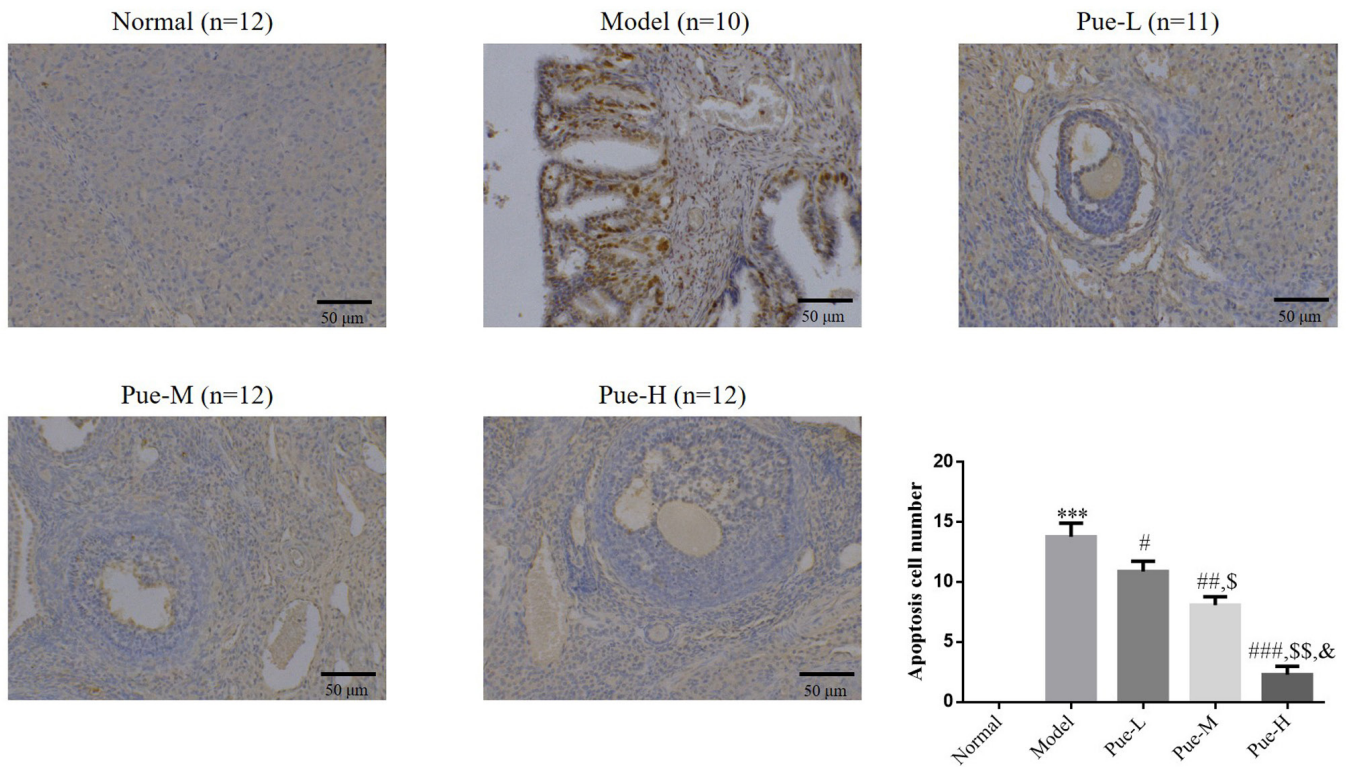 Normal (n=12)
Model (n=10)
Pue-L (n=11)
50 μm
50 μm
50 μm
Pue-M (n=12)
Pue-H (n=12)
50 μm
50 μm
Apoptosis cell number
20
15
10
5
0
***
#
##,$
###,$$,&
Normal
Model
Pue-L
Pue-M
Pue-H